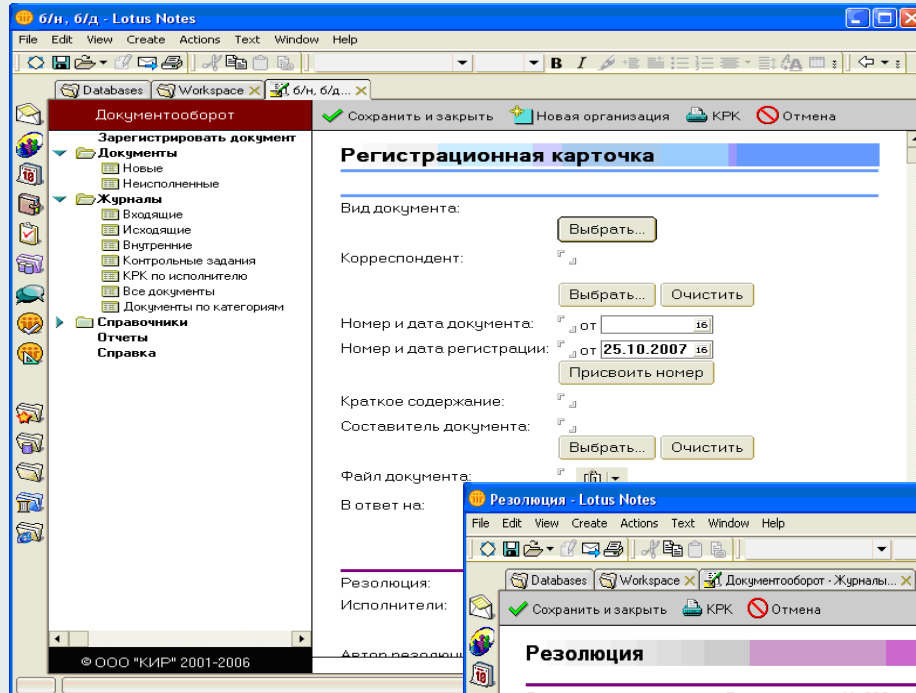 б/н, б/д - Lotus Notes
File Edit View Create Actions Text Window Help
B I
Databases Workspace б/н, б/д...
Документооборот
Сохранить и закрыть Новая организация КРК Отмена
Зарегистрировать документ
Документы
Новые
Неисполненные
Журналы
Входящие
Исходящие
Внутренние
Контрольные задания
КРК по исполнителю
Все документы
Документы по категориям
Справочники
Отчеты
Справка
© ООО "КИР" 2001-2006
Регистрационная карточка
Вид документа:
Выбрать...
Корреспондент:
Выбрать... Очистить
Номер и дата документа: от 16
Номер и дата регистрации: от 25.10.2007 16
Присвоить номер
Краткое содержание:
Составитель документа:
Выбрать... Очистить
Файл документа:
В ответ на:
Резолюция:
Исполнители:
Автор резолюц
Резолюция - Lotus Notes
File Edit View Create Actions Text Window Help
Databases Workspace Документооборот - Журналы...
Сохранить и закрыть КРК Отмена
Резолюция